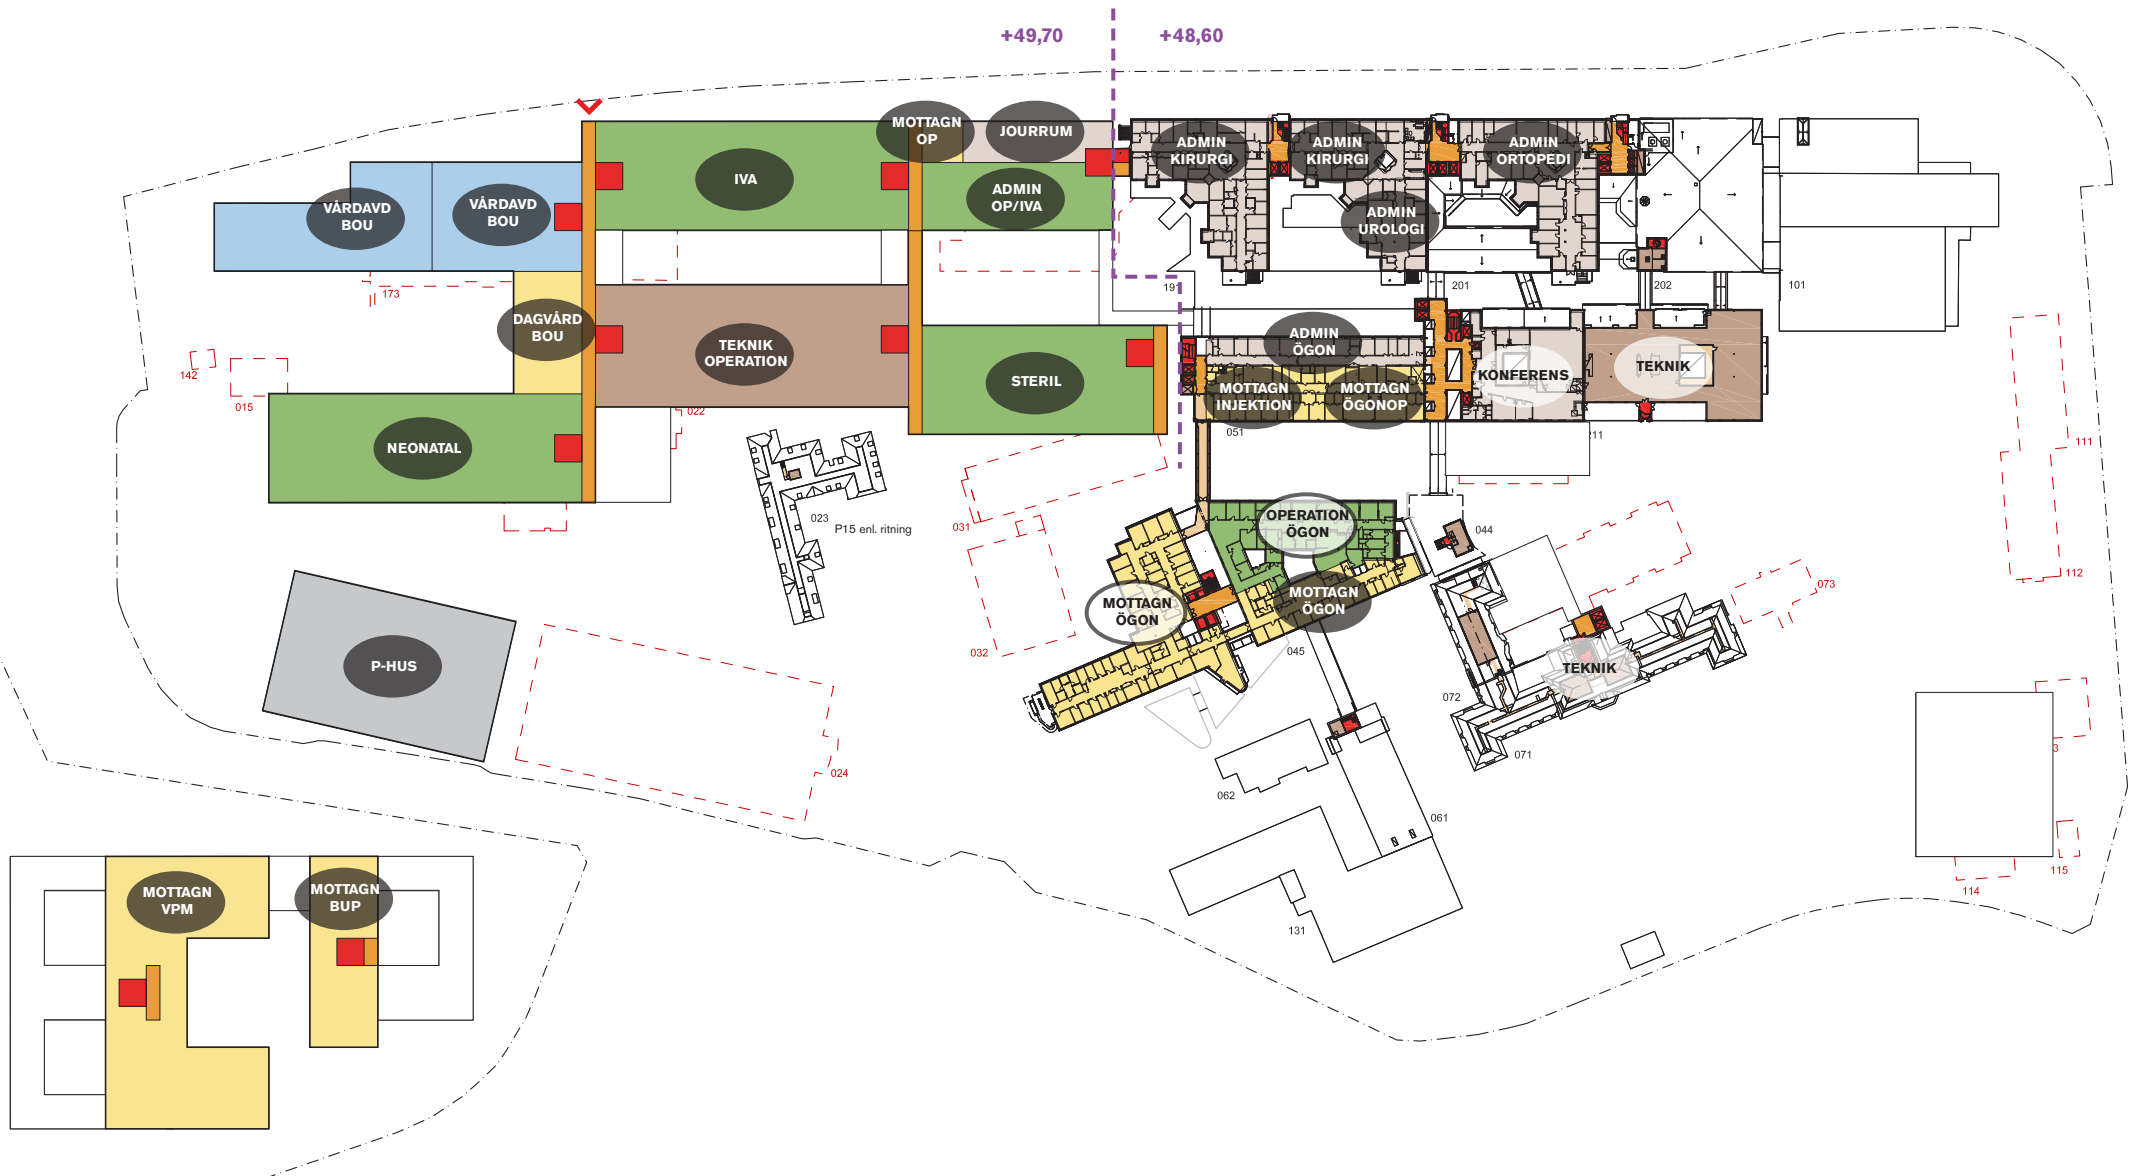 +49,70
+48,60
MOTTAGN
OP
JOURRUM
ADMIN
KIRURGI
ADMIN
KIRURGI
ADMIN
ORTOPEDI
IVA
ADMIN
OP/IVA
VÅRDAVD
BOU
VÅRDAVD
BOU
ADMIN
UROLOGI
173
19
201
202
101
DAGVÅRD
BOU
TEKNIK
OPERATION
ADMIN
ÖGON
STERIL
MOTTAGN
INJEKTION
MOTTAGN
ÖGONOP
KONFERENS
TEKNIK
142
015
022
051
211
111
NEONATAL
023
P15 enl. ritning
031
OPERATION
ÖGON
044
112
073
MOTTAGN
ÖGON
MOTTAGN
ÖGON
032
045
P-HUS
TEKNIK
072
071
3
024
062
061
115
114
MOTTAGN
VPM
MOTTAGN
BUP
131